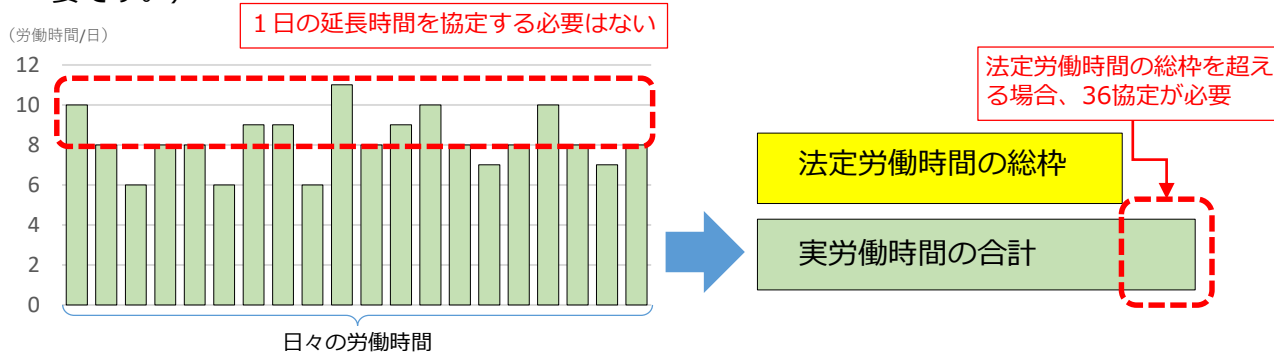 要です。）
１日の延長時間を協定する必要はない
（労働時間/日）
12
10
8
6
4
2
0
日々の労働時間
法定労働時間の総枠を超え
る場合、36協定が必要
法定労働時間の総枠
実労働時間の合計